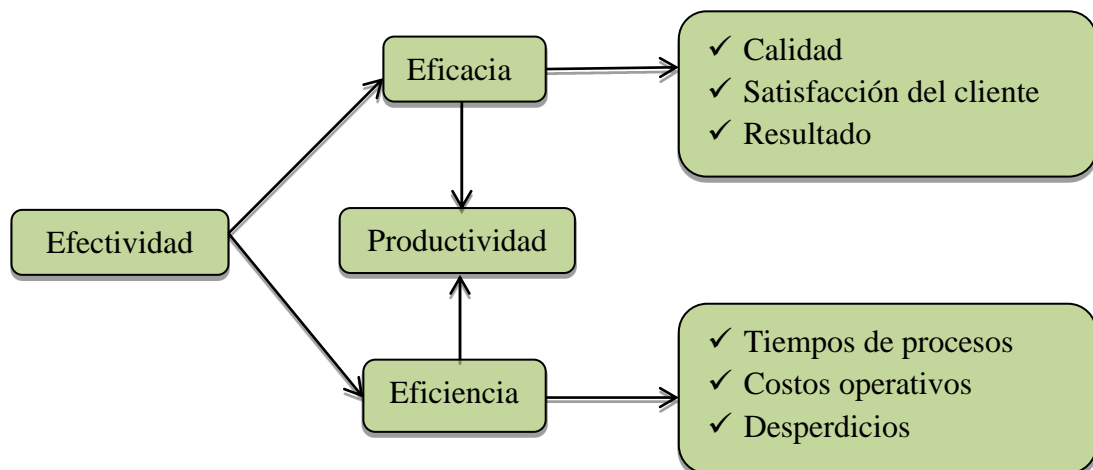 Eficacia
✓ Calidad
✓ Satisfacción del cliente
✓ Resultado
Efectividad
Productividad
Eficiencia
✓ Tiempos de procesos
✓ Costos operativos
✓ Desperdicios